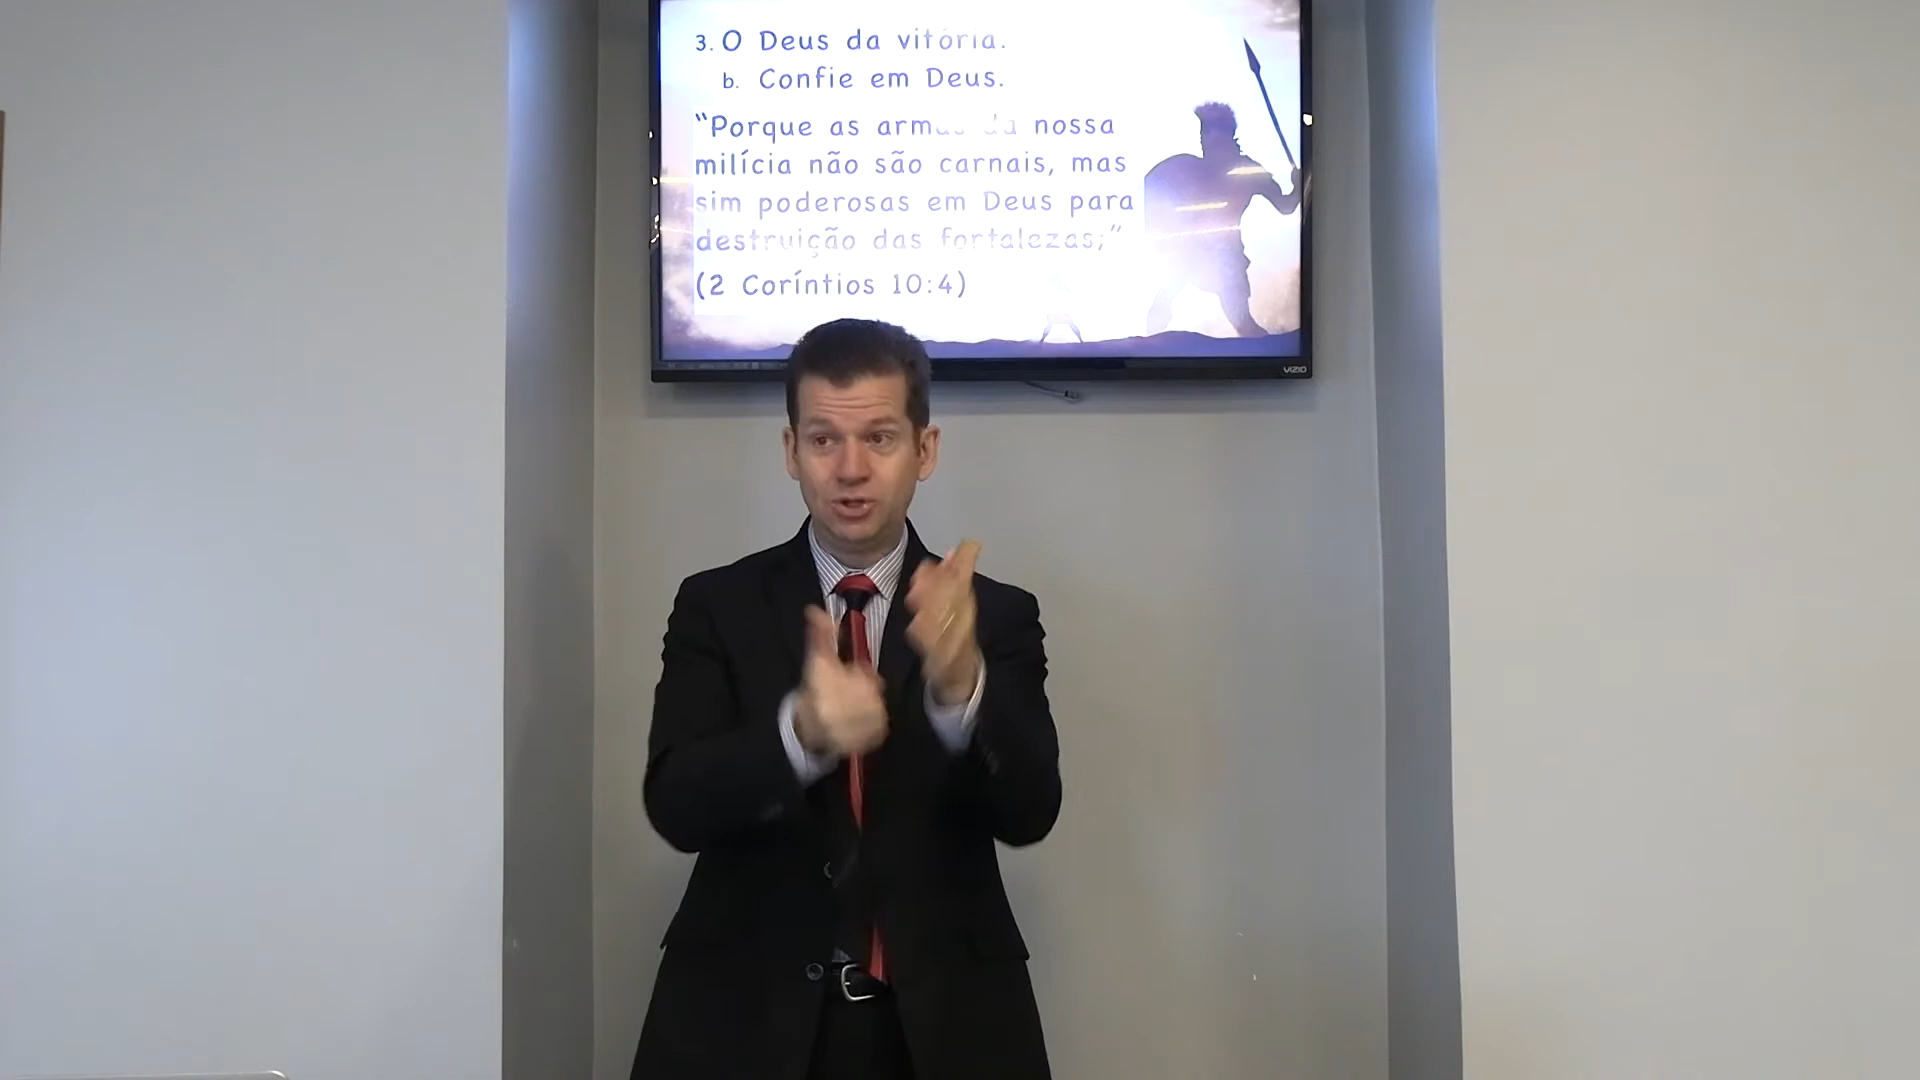 3. O Deus da vitória.
b. Confie em Deus.
“Porque as armas da nossa
milícia não são carnais, mas
sim poderosas em Deus para
destruição das fortalezas;”
(2 Coríntios 10:4)
VIZIO